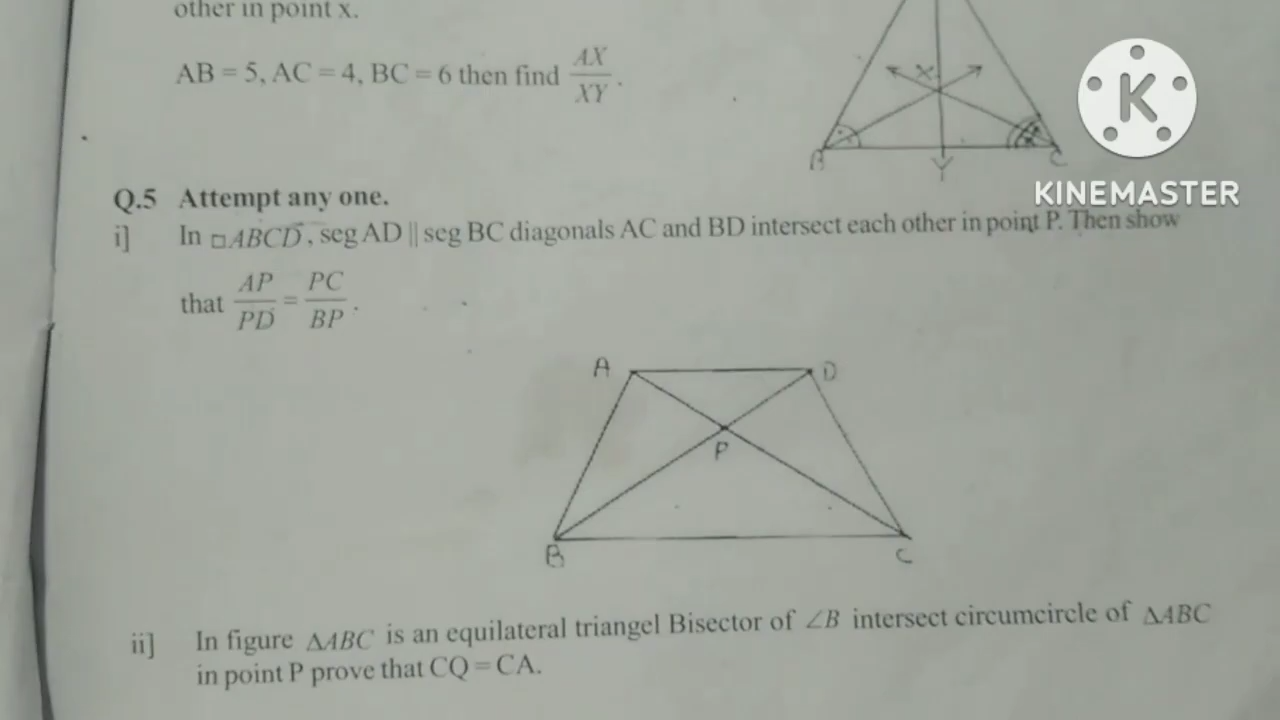 other in point x.
AB = 5, AC = 4, BC = 6 then find AX/XY.
X
B
Y
C
K
KINEMASTER
Q.5 Attempt any one.
i] In □ABCD, seg AD || seg BC diagonals AC and BD intersect each other in point P. Then show
that AP/PD = PC/BP.
A
D
P
B
C
ii] In figure ΔABC is an equilateral triangel Bisector of ∠B intersect circumcircle of ΔABC
in point P prove that CQ = CA.